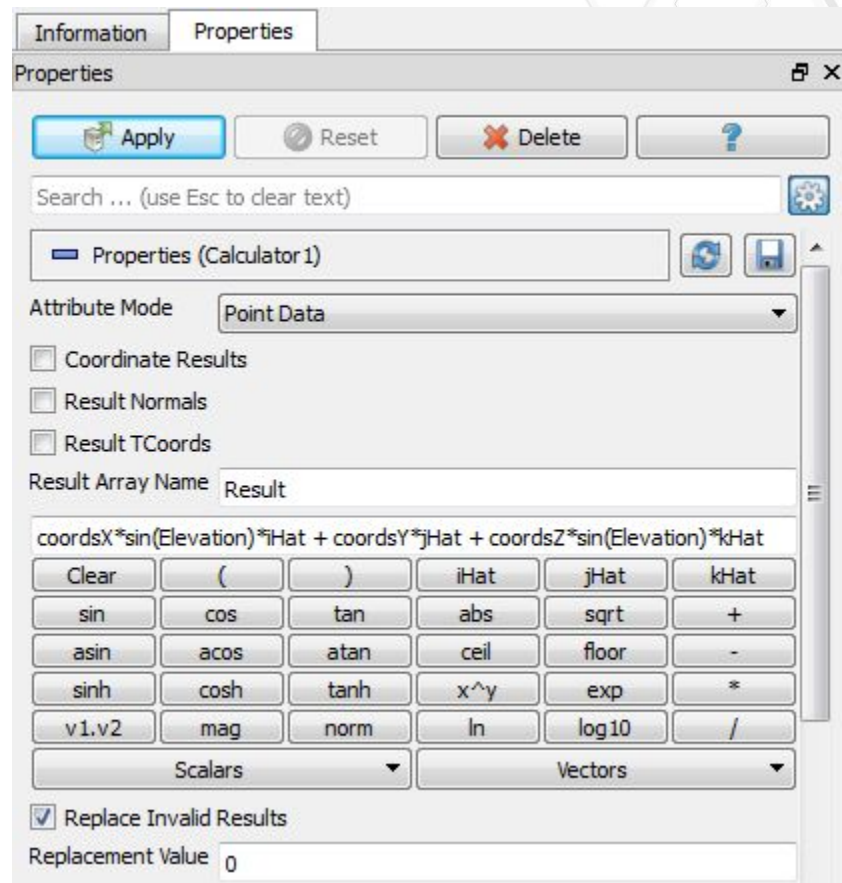 Information Properties
Properties
Apply Reset Delete ?
Search ... (use Esc to clear text)
Properties (Calculator1)
Attribute Mode Point Data
Coordinate Results
Result Normals
Result TCoords
Result Array Name Result
coordsX*sin(Elevation)*iHat + coordsY*jHat + coordsZ*sin(Elevation)*kHat
Clear ( ) iHat jHat kHat
sin cos tan abs sqrt +
asin acos atan ceil floor -
sinh cosh tanh x^y exp *
v1.v2 mag norm ln log10 /
Scalars Vectors
Replace Invalid Results
Replacement Value 0